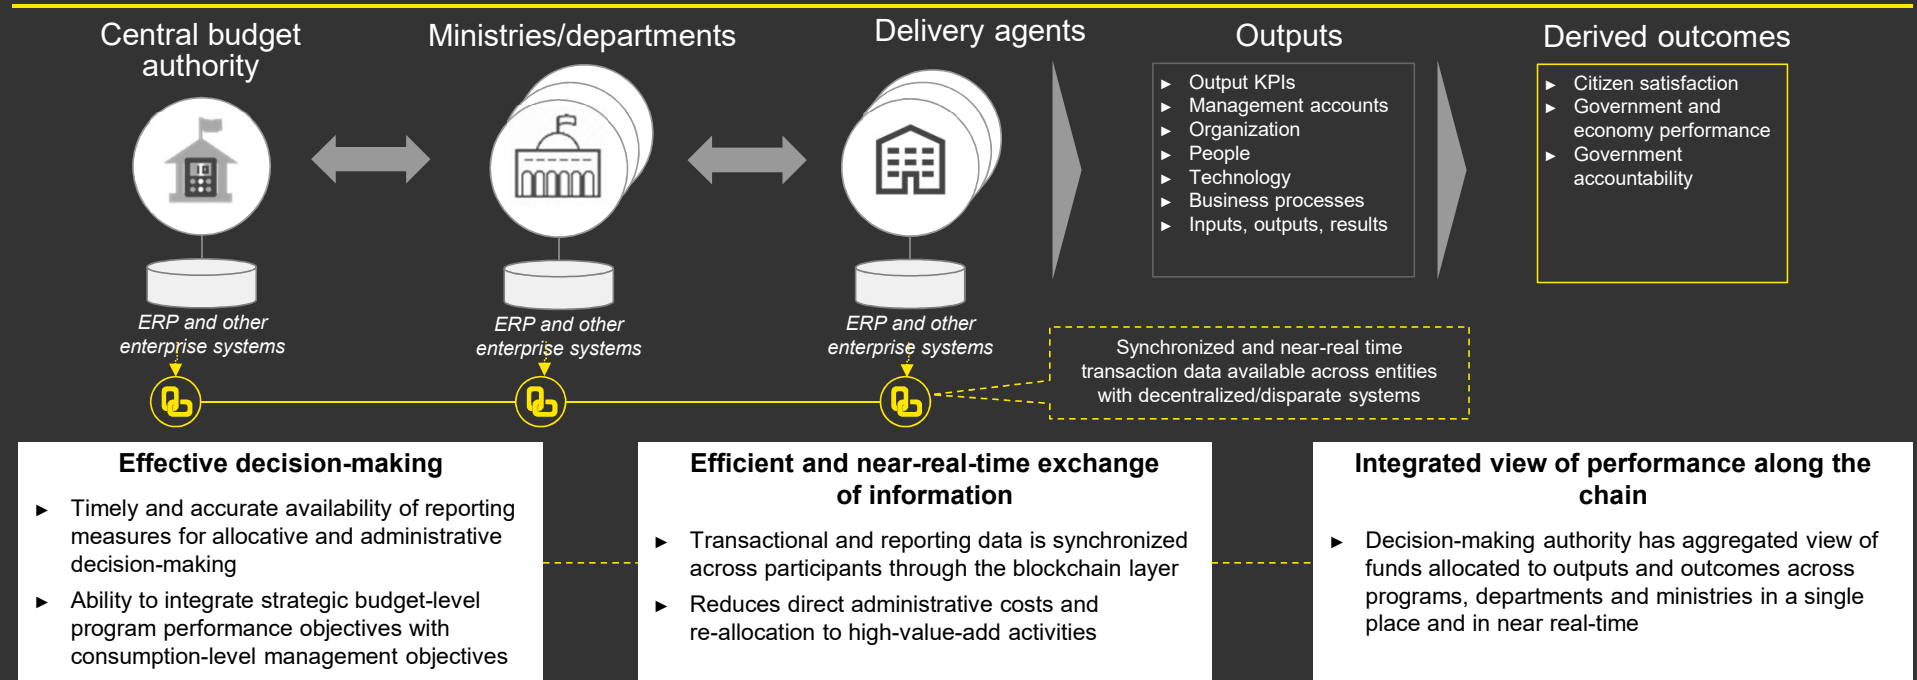 Central budget
authority
Ministries/departments
Delivery agents
Outputs
Derived outcomes
► Output KPIs
► Management accounts
► Organization
► People
► Technology
► Business processes
► Inputs, outputs, results
► Citizen satisfaction
► Government and
economy performance
► Government
accountability
ERP and other
enterprise systems
ERP and other
enterprise systems
ERP and other
enterprise systems
Synchronized and near-real time
transaction data available across entities
with decentralized/disparate systems
Effective decision-making
► Timely and accurate availability of reporting
measures for allocative and administrative
decision-making
► Ability to integrate strategic budget-level
program performance objectives with
consumption-level management objectives
Efficient and near-real-time exchange
of information
► Transactional and reporting data is synchronized
across participants through the blockchain layer
► Reduces direct administrative costs and
re-allocation to high-value-add activities
Integrated view of performance along the
chain
► Decision-making authority has aggregated view of
funds allocated to outputs and outcomes across
programs, departments and ministries in a single
place and in near real-time